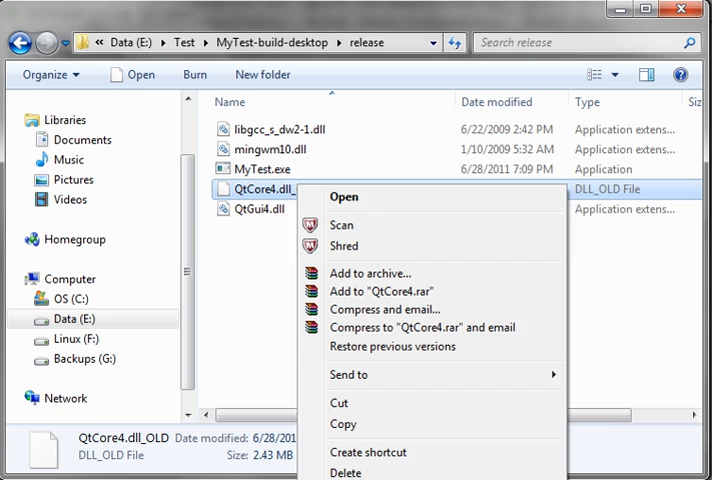 Data (E:) Test MyTest-build-desktop release Search release
Organize Open Burn New folder
Name Date modified Type Siz
Libraries
Documents
Music
Pictures
Videos
Homegroup
Computer
OS (C:)
Data (E:)
Linux (F:)
Backups (G:)
Network
libgcc_s_dw2-1.dll 6/22/2009 2:42 PM Application extens...
mingwm10.dll 1/10/2009 5:32 AM Application extens...
MyTest.exe 6/28/2011 7:09 PM Application
QtCore4.dll_ DLL_OLD File
QtGui4.dll Application extens...
Open
Scan
Shred
Add to archive...
Add to "QtCore4.rar"
Compress and email...
Compress to "QtCore4.rar" and email
Restore previous versions
Send to
Cut
Copy
Create shortcut
Delete
QtCore4.dll_OLD Date modified: 6/28/201
DLL_OLD File Size: 2.43 MB